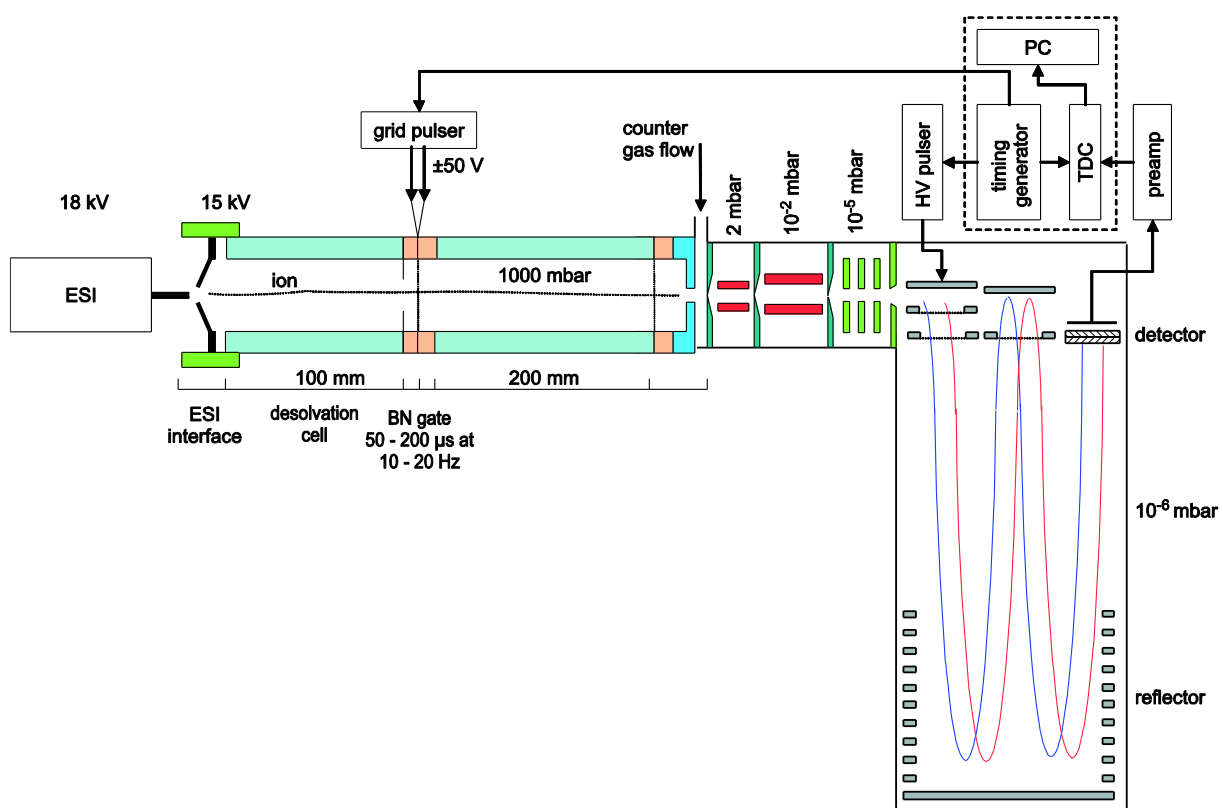 PC
grid pulser
±50 V
counter
gas flow
HV pulser
timing
generator
TDC
preamp
18 kV
15 kV
2 mbar
10⁻² mbar
10⁻⁵ mbar
ESI
ion
1000 mbar
detector
100 mm
200 mm
ESI
interface
desolvation
cell
BN gate
50 - 200 µs at
10 - 20 Hz
10⁻⁶ mbar
reflector